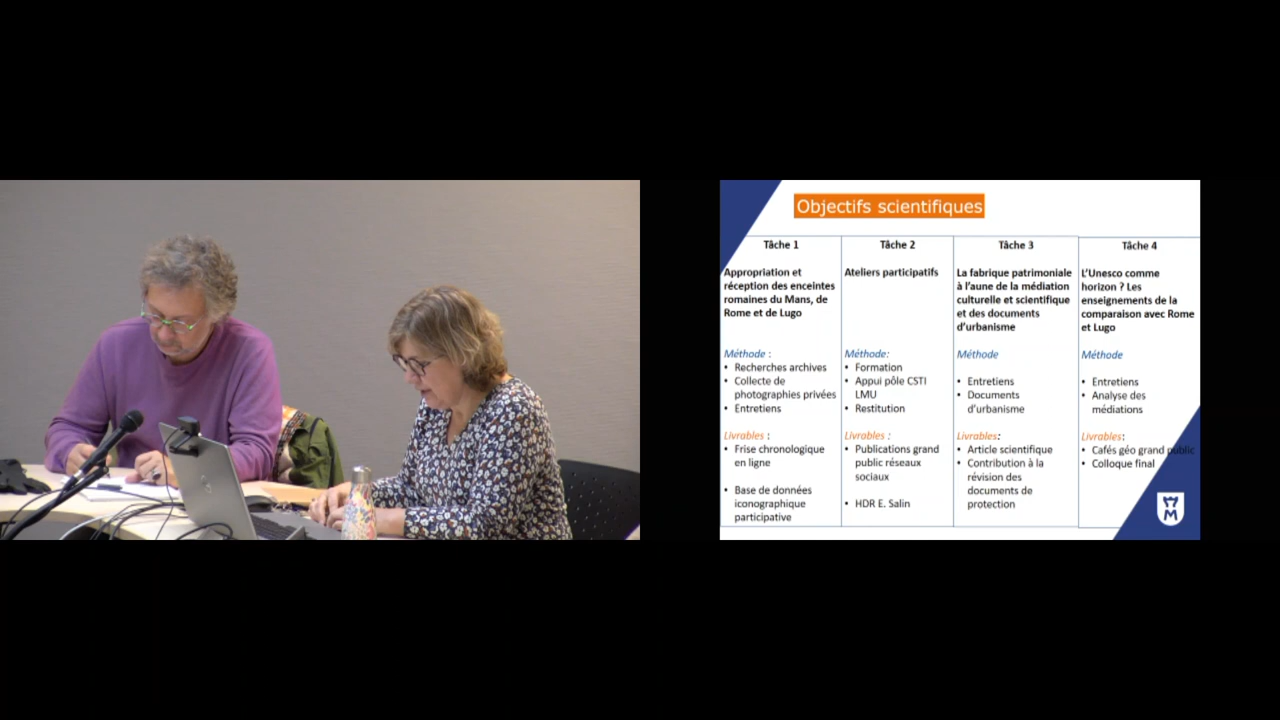 Objectifs scientifiques
Tâche 1
Appropriation et
réception des enceintes
romaines du Mans, de
Rome et de Lugo
Méthode :
• Recherches archives
• Collecte de
photographies privées
• Entretiens
Livrables :
• Frise chronologique
en ligne
• Base de données
iconographique
participative
Tâche 2
Ateliers participatifs
Méthode:
• Formation
• Appui pôle CSTI
LMU
• Restitution
Livrables :
• Publications grand
public réseaux
sociaux
• HDR E. Salin
Tâche 3
La fabrique patrimoniale
à l’aune de la médiation
culturelle et scientifique
et des documents
d’urbanisme
Méthode
• Entretiens
• Documents
d’urbanisme
Livrables:
• Article scientifique
• Contribution à la
révision des
documents de
protection
Tâche 4
L’Unesco comme
horizon ? Les
enseignements de la
comparaison avec Rome
et Lugo
Méthode
• Entretiens
• Analyse des
médiations
Livrables:
• Cafés géo grand public
• Colloque final
M